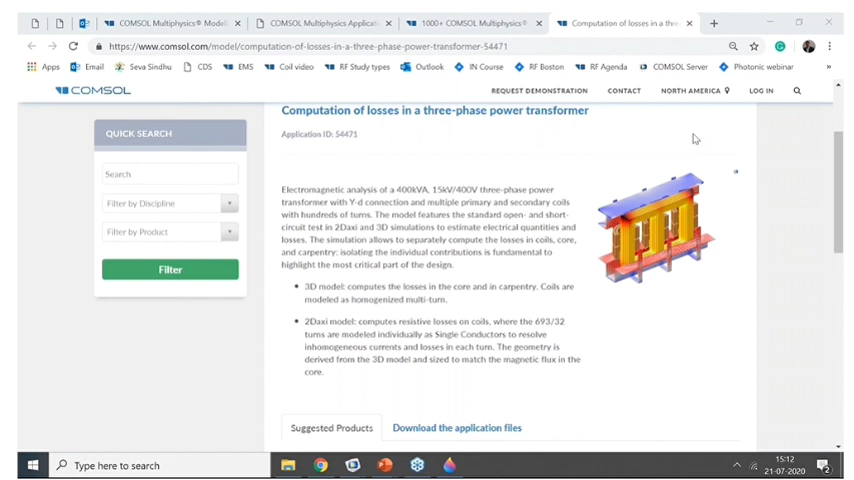 COMSOL Multiphysics® Modeli
COMSOL Multiphysics Applicati
1000+ COMSOL Multiphysics®
Computation of losses in a three
https://www.comsol.com/model/computation-of-losses-in-a-three-phase-power-transformer-54471
Apps Email Seva Sindhu CDS EMS Coil video RF Study types Outlook IN Course RF Boston RF Agenda COMSOL Server Photonic webinar »
COMSOL
REQUEST DEMONSTRATION CONTACT NORTH AMERICA LOG IN
QUICK SEARCH
Search
Filter by Discipline
Filter by Product
Filter
Computation of losses in a three-phase power transformer
Application ID: 54471
Electromagnetic analysis of a 400kVA, 15kV/400V three-phase power
transformer with Y-d connection and multiple primary and secondary coils
with hundreds of turns. The model features the standard open- and short-
circuit test in 2Daxi and 3D simulations to estimate electrical quantities and
losses. The simulation allows to separately compute the losses in coils, core,
and carpentry: isolating the individual contributions is fundamental to
highlight the most critical part of the design.
• 3D model: computes the losses in the core and in carpentry. Coils are
modeled as homogenized multi-turn.
• 2Daxi model: computes resistive losses on coils, where the 693/32
turns are modeled individually as Single Conductors to resolve
inhomogeneous currents and losses in each turn. The geometry is
derived from the 3D model and sized to match the magnetic flux in the
core.
Suggested Products Download the application files
Type here to search
15:12
21-07-2020
2